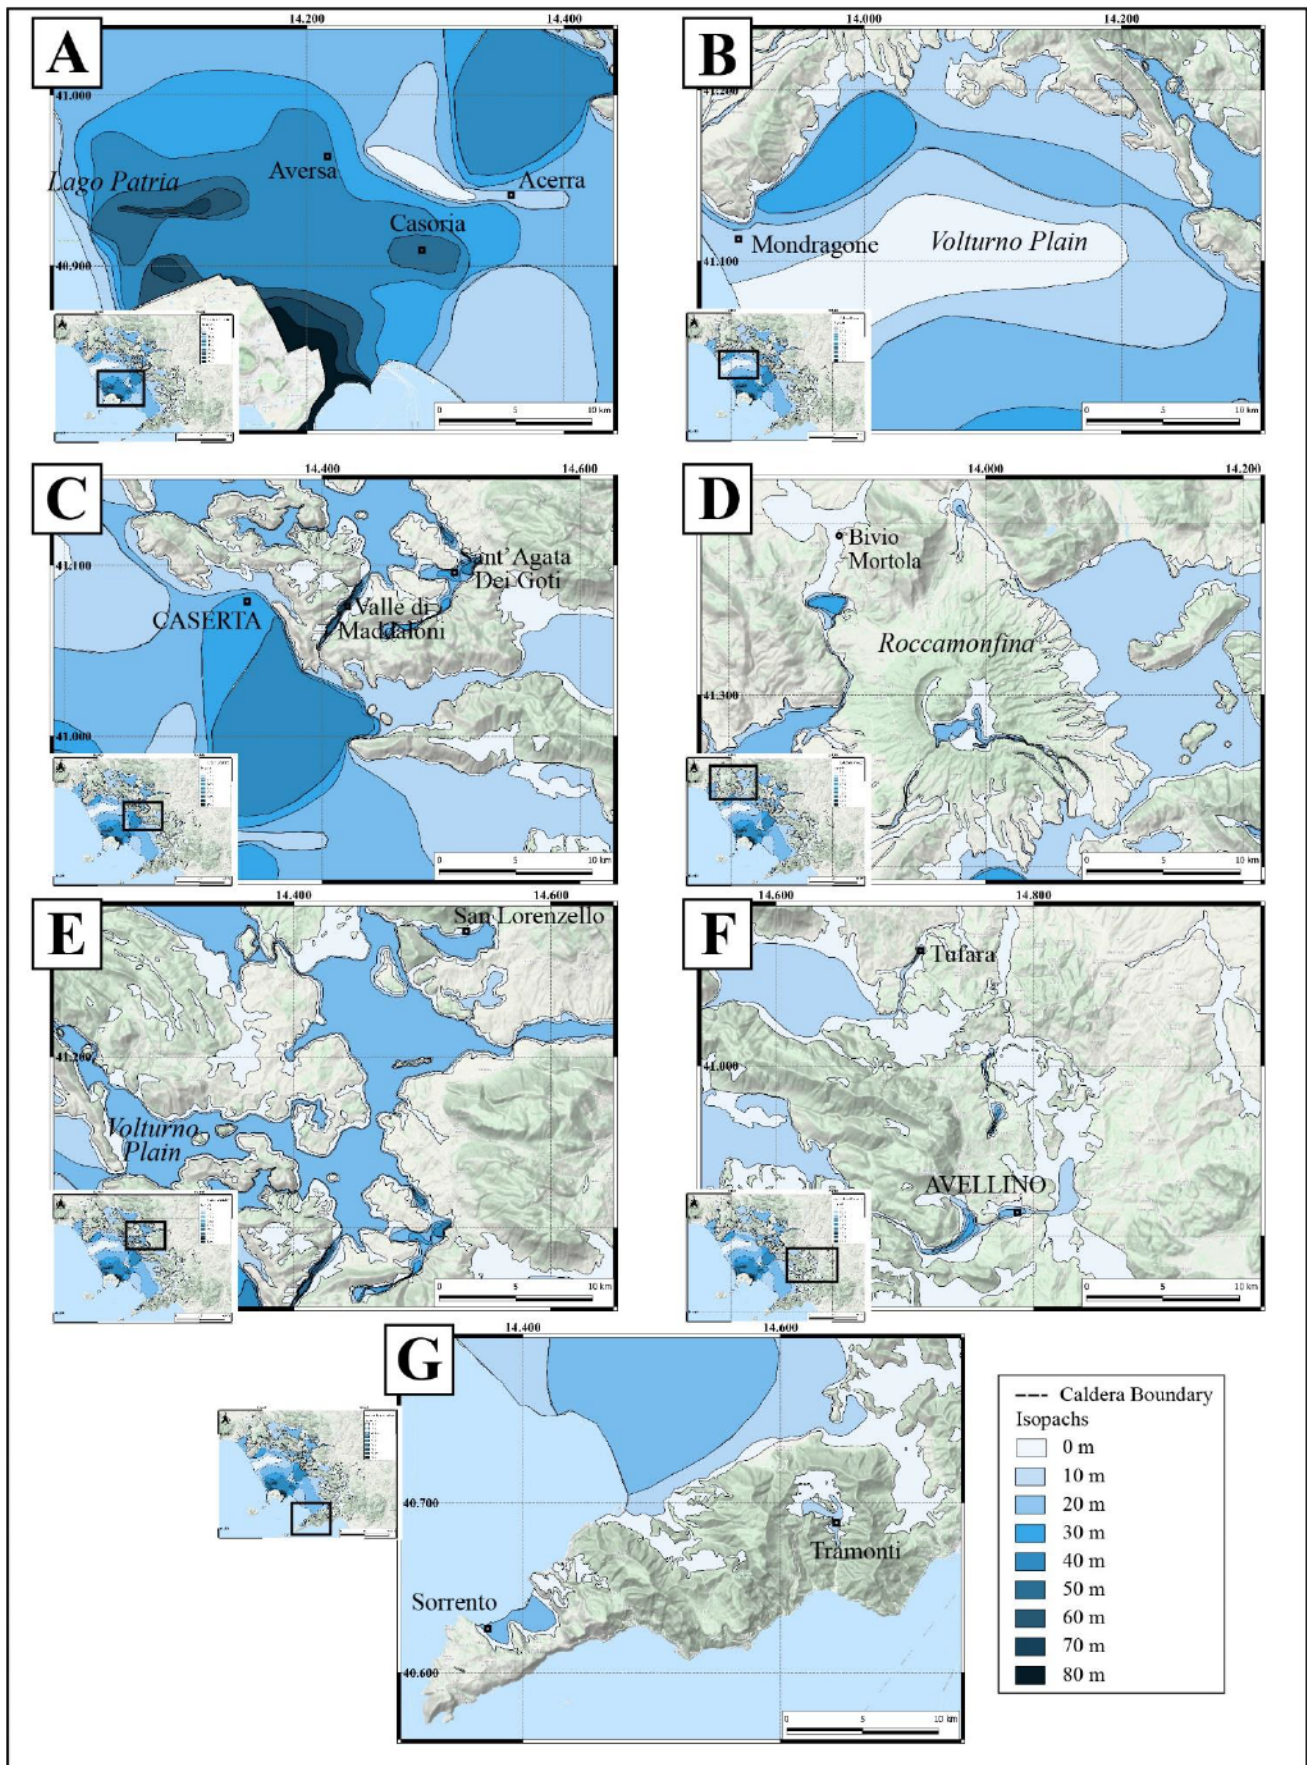 A
14.200
14.400
41.000
Lago Patria
Aversa
Acerra
Casoria
40.900
0
5
10 km
B
14.000
14.200
41.200
Mondragone
Volturno Plain
41.100
0
5
10 km
C
14.400
14.600
41.100
Sant'Agata
Dei Goti
CASERTA
Valle di
Maddaloni
41.000
0
5
10 km
D
14.000
14.200
Bivio
Mortola
Roccamonfina
41.300
0
5
10 km
E
14.400
14.600
San Lorenzello
41.200
Volturno
Plain
0
5
10 km
F
14.600
14.800
Tufara
41.000
AVELLINO
0
5
10 km
G
14.400
14.600
40.700
Tramonti
Sorrento
40.600
0
5
10 km
Caldera Boundary
Isopachs
0 m
10 m
20 m
30 m
40 m
50 m
60 m
70 m
80 m